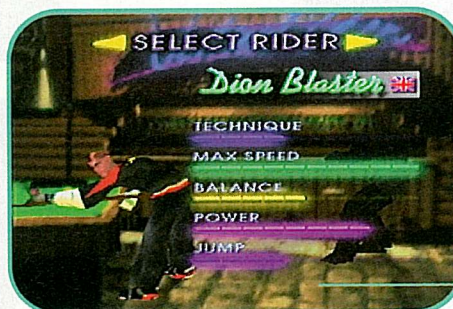 SELECT RIDER
Dion Blaster
TECHNIQUE
MAX SPEED
BALANCE
POWER
JUMP